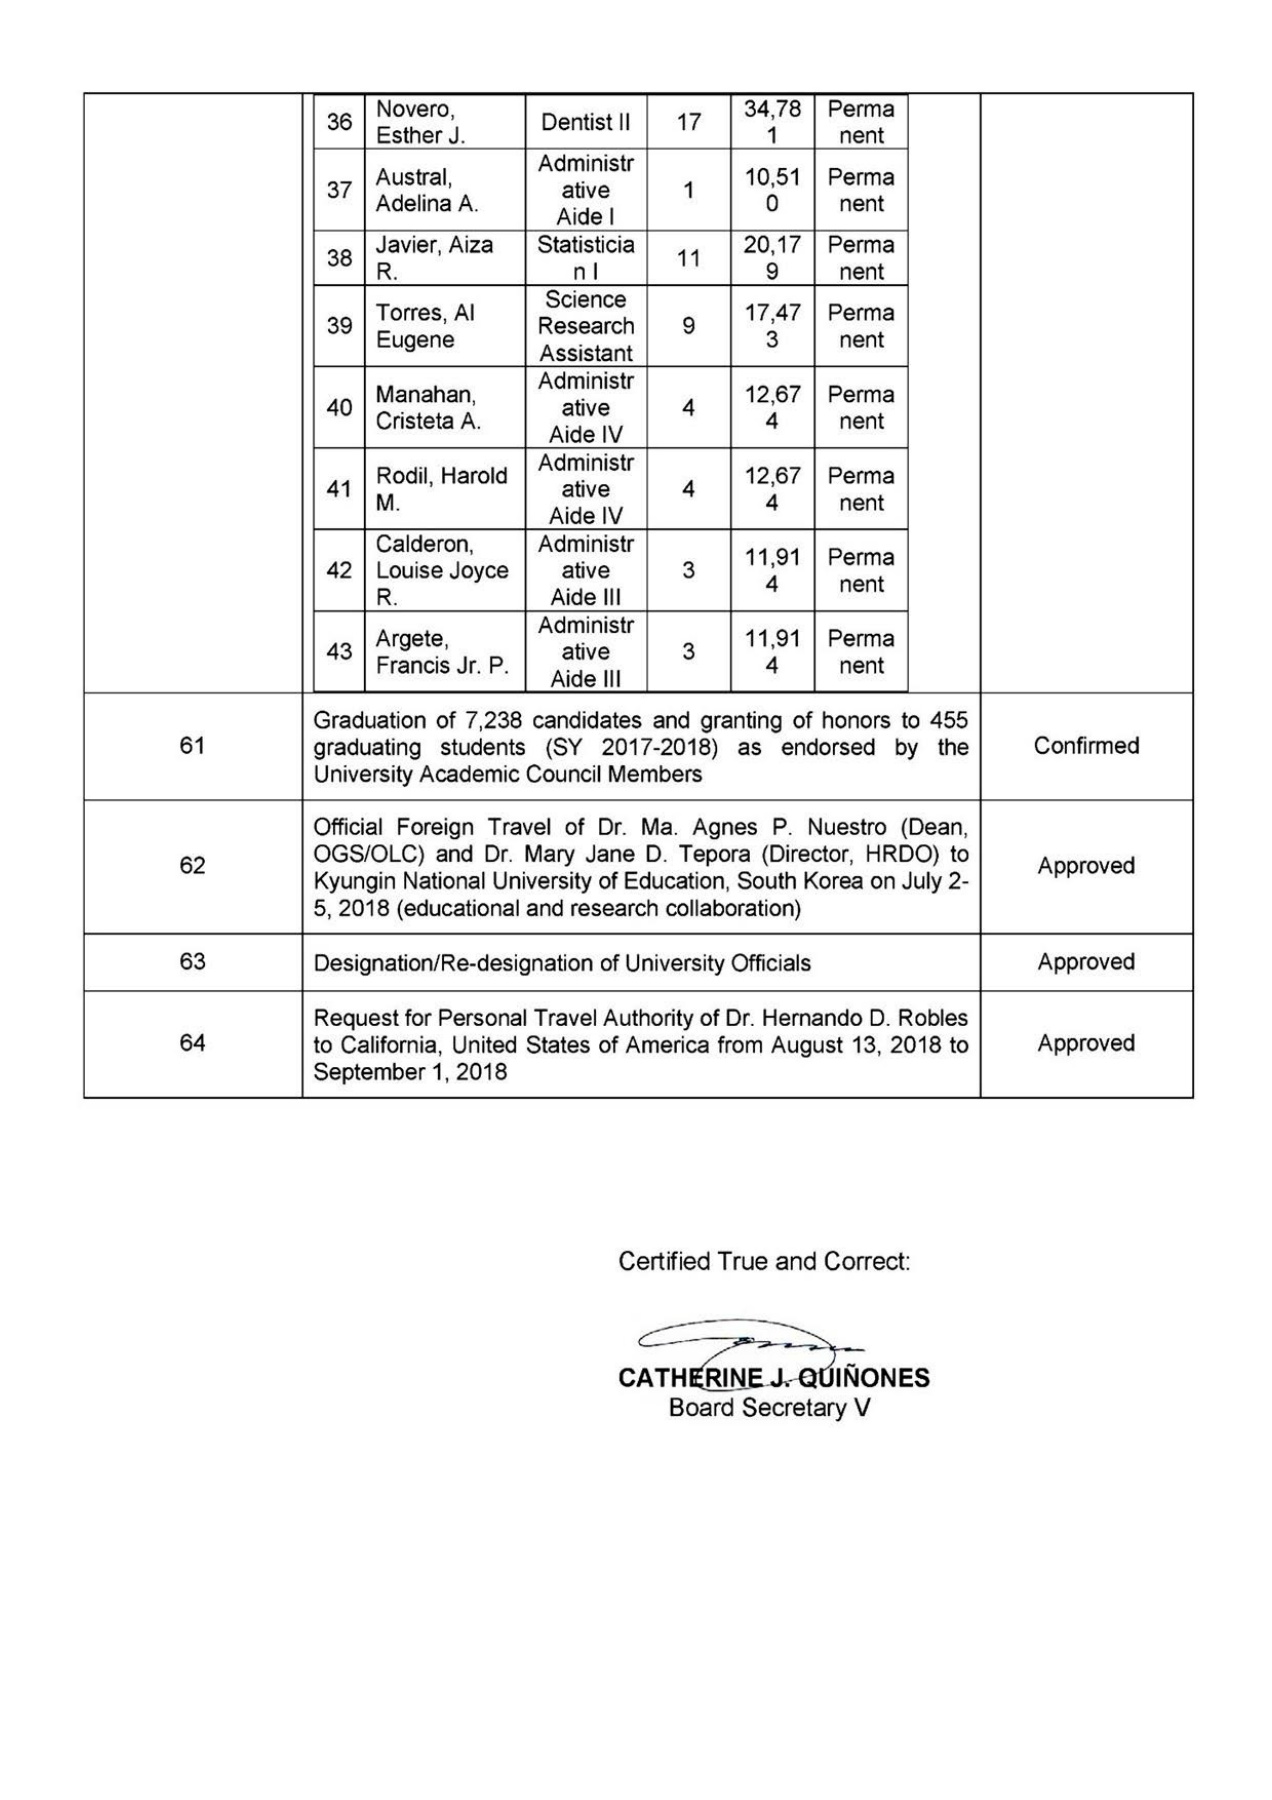 36 Novero, Esther J. Dentist II 17 34,781 Permanent
37 Austral, Adelina A. Administrative Aide I 1 10,510 Permanent
38 Javier, Aiza R. Statistician I 11 20,179 Permanent
39 Torres, Al Eugene Science Research Assistant 9 17,473 Permanent
40 Manahan, Cristeta A. Administrative Aide IV 4 12,674 Permanent
41 Rodil, Harold M. Administrative Aide IV 4 12,674 Permanent
42 Calderon, Louise Joyce R. Administrative Aide III 3 11,914 Permanent
43 Argete, Francis Jr. P. Administrative Aide III 3 11,914 Permanent
61
Graduation of 7,238 candidates and granting of honors to 455
graduating students (SY 2017-2018) as endorsed by the
University Academic Council Members
Confirmed
62
Official Foreign Travel of Dr. Ma. Agnes P. Nuestro (Dean,
OGS/OLC) and Dr. Mary Jane D. Tepora (Director, HRDO) to
Kyungin National University of Education, South Korea on July 2-
5, 2018 (educational and research collaboration)
Approved
63
Designation/Re-designation of University Officials
Approved
64
Request for Personal Travel Authority of Dr. Hernando D. Robles
to California, United States of America from August 13, 2018 to
September 1, 2018
Approved
Certified True and Correct:
CATHERINE J. QUIÑONES
Board Secretary V